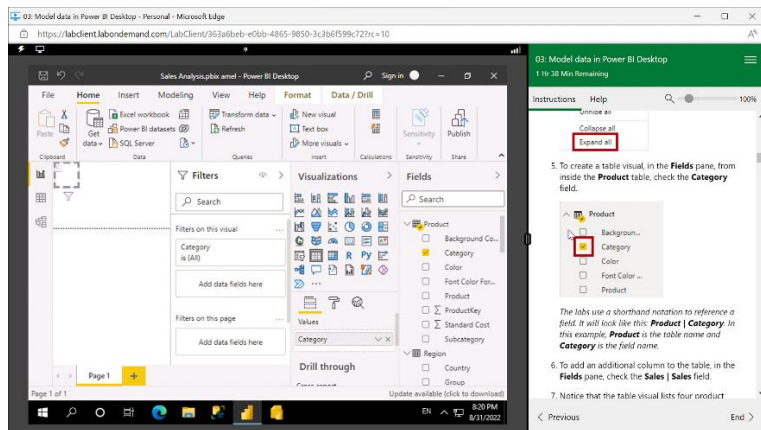 03: Model data in Power BI Desktop - Personal - Microsoft Edge
https://labclient.labondemand.com/LabClient/363a6beb-e0bb-4865-9850-3c3b6f599c72?rc=10
Sales Analysis.pbix amel - Power BI Desktop
Sign in
File Home Insert Modeling View Help Format Data / Drill
Paste
Get data
Excel workbook
Power BI datasets
SQL Server
Transform data
Refresh
New visual
Text box
More visuals
Sensitivity
Publish
Clipboard Data Queries Insert Calculations Sensitivity Share
Filters
Search
Filters on this visual ...
Category
is (All)
Add data fields here
Filters on this page ...
Add data fields here
Visualizations
R Py
...
Values
Category
Drill through
Fields
Search
Product
Background Co...
Category
Color
Font Color For...
Product
ProductKey
Standard Cost
Subcategory
Region
Country
Group
Page 1
Page 1 of 1
Update available (click to download)
EN
8:20 PM
8/31/2022
03: Model data in Power BI Desktop
1 Hr 38 Min Remaining
Instructions Help 100%
Collapse all
Expand all
5. To create a table visual, in the Fields pane, from
inside the Product table, check the Category
field.
Product
Backgroun...
Category
Color
Font Color ...
Product
The labs use a shorthand notation to reference a
field. It will look like this: Product | Category. In
this example, Product is the table name and
Category is the field name.
6. To add an additional column to the table, in the
Fields pane, check the Sales | Sales field.
7. Notice that the table visual lists four product
Previous End